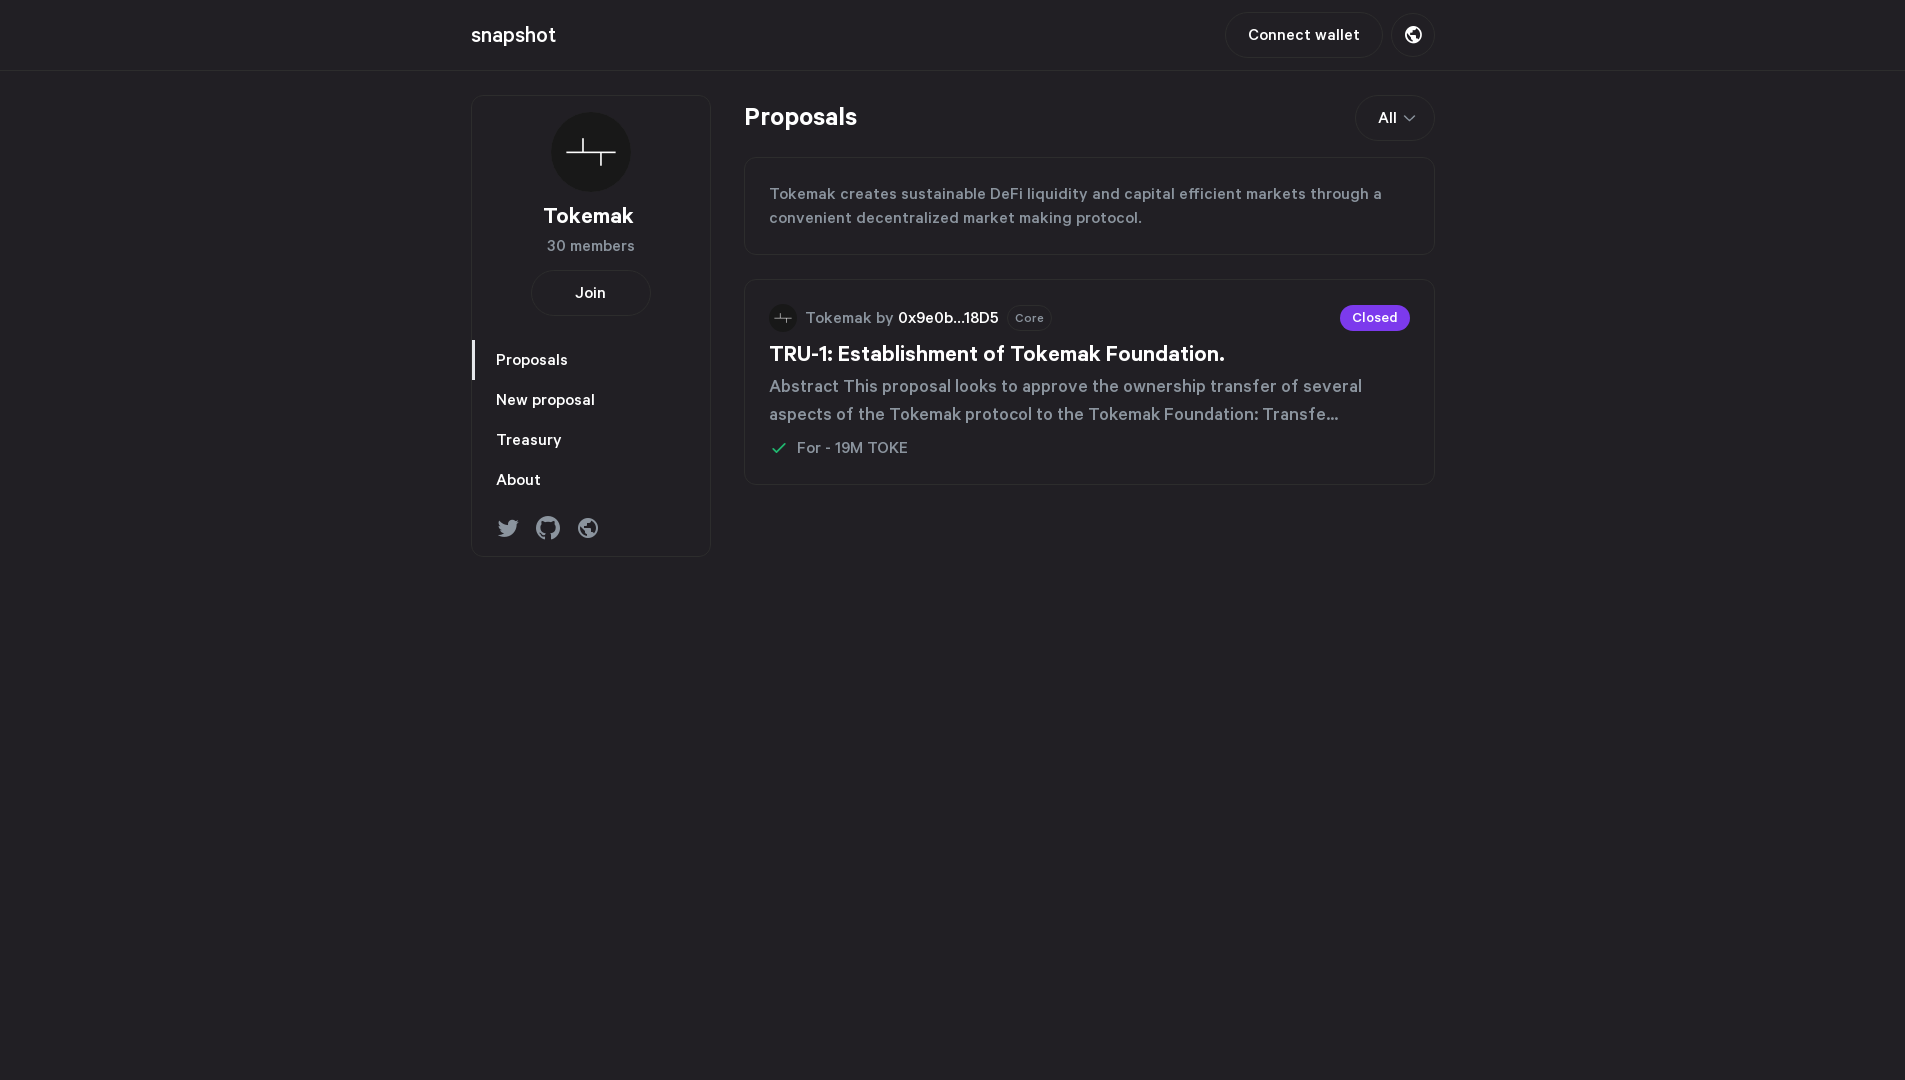 snapshot
Connect wallet
Tokemak
30 members
Join
Proposals
New proposal
Treasury
About
Proposals
All
Tokemak creates sustainable DeFi liquidity and capital efficient markets through a
convenient decentralized market making protocol.
Tokemak by 0x9e0b...18D5 Core
Closed
TRU-1: Establishment of Tokemak Foundation.
Abstract This proposal looks to approve the ownership transfer of several
aspects of the Tokemak protocol to the Tokemak Foundation: Transfe...
For - 19M TOKE